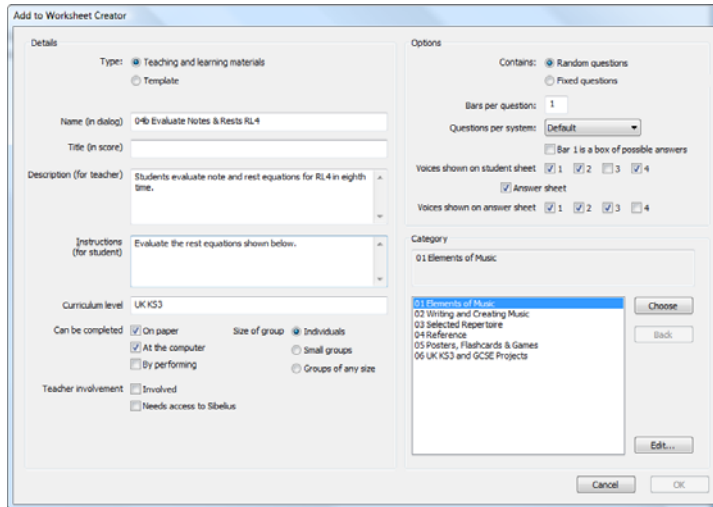 Add to Worksheet Creator
Details
Type: Teaching and learning materials
Template
Name (in dialog) 04b Evaluate Notes & Rests RL4
Title (in score)
Description (for teacher) Students evaluate note and rest equations for RL4 in eighth
time.
Instructions
(for student) Evaluate the rest equations shown below.
Curriculum level UK KS3
Can be completed On paper Size of group Individuals
At the computer Small groups
By performing Groups of any size
Teacher involvement Involved
Needs access to Sibelius
Options
Contains: Random questions
Fixed questions
Bars per question: 1
Questions per system: Default
Bar 1 is a box of possible answers
Voices shown on student sheet 1 2 3 4
Answer sheet
Voices shown on answer sheet 1 2 3 4
Category
01 Elements of Music
01 Elements of Music
02 Writing and Creating Music
03 Selected Repertoire
04 Reference
05 Posters, Flashcards & Games
06 UK KS3 and GCSE Projects
Choose
Back
Edit...
Cancel OK